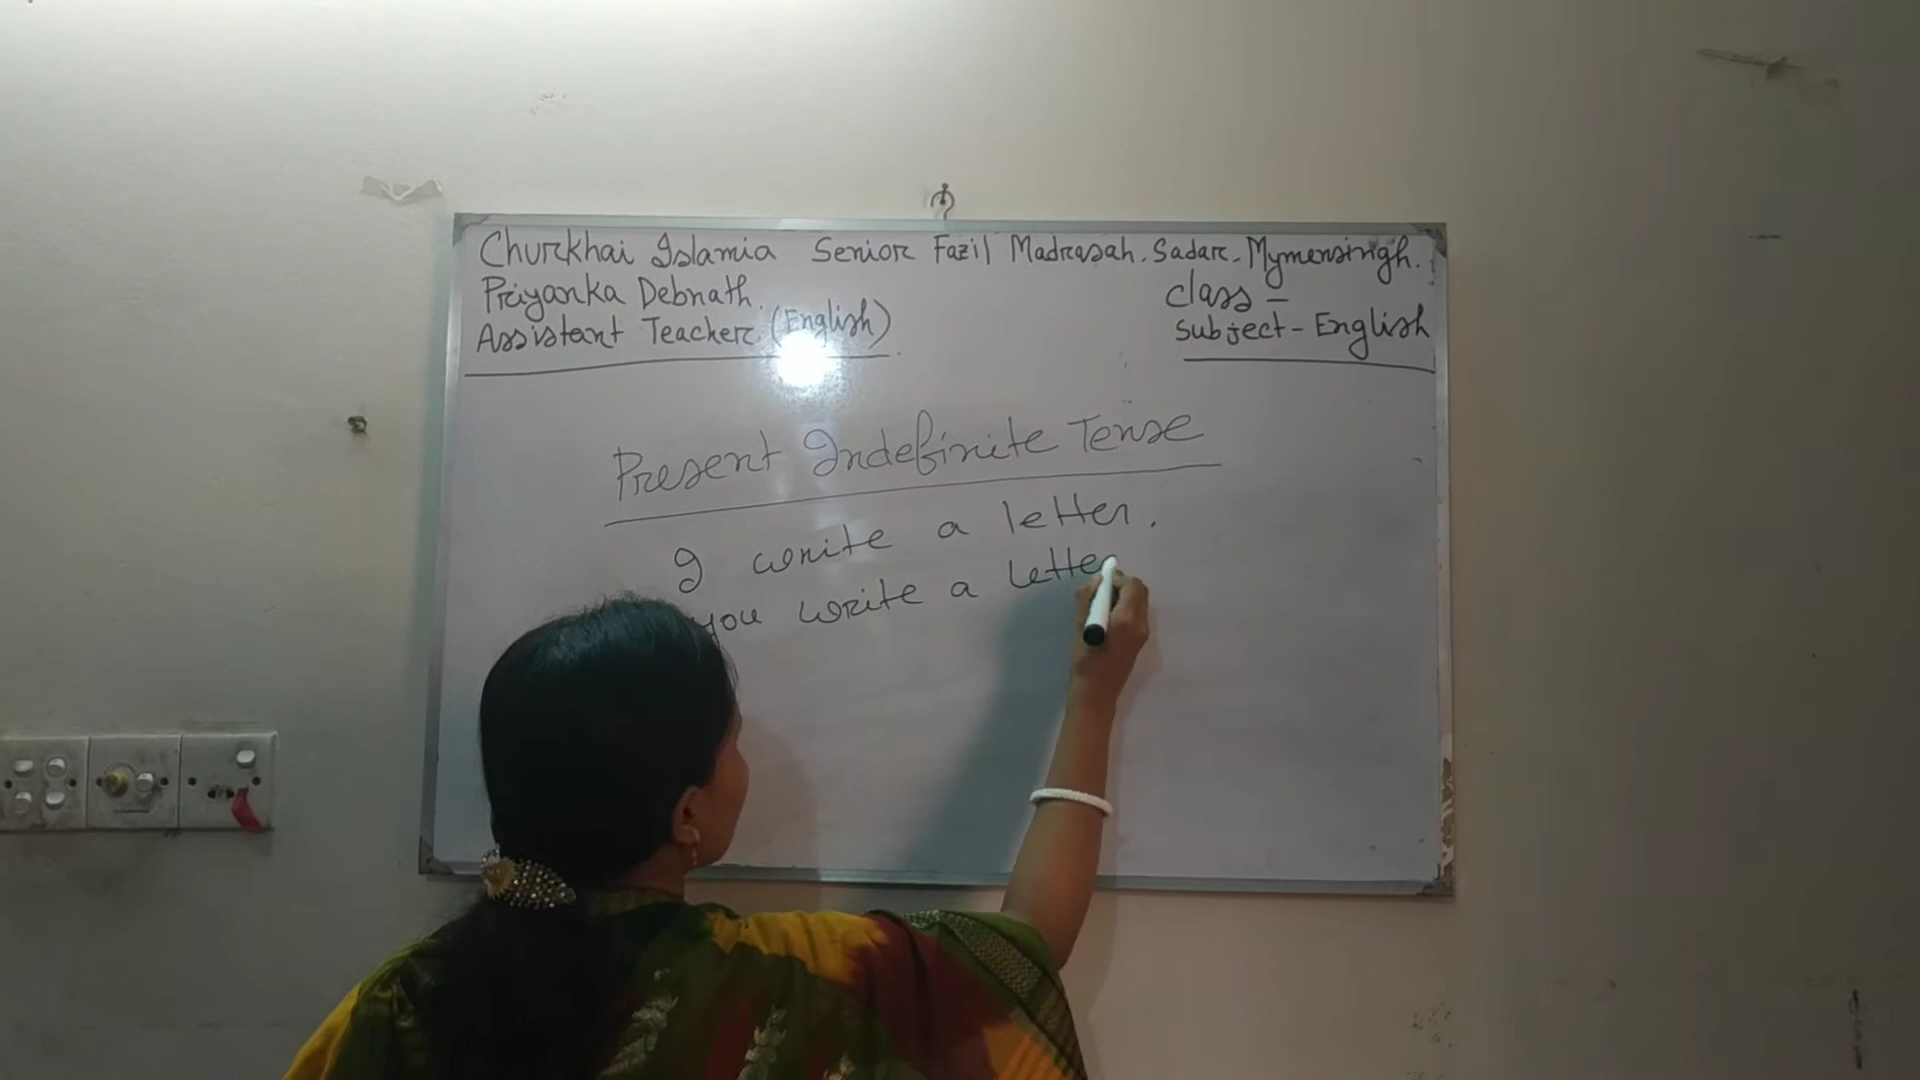 Churkhai Islamia Senior Fazil Madrasah. Sadar. Mymensingh.
Priyanka Debnath.
Assistant Teacher. (English)
Class -
Subject - English
Present Indefinite Tense
I write a letter.
you write a lette